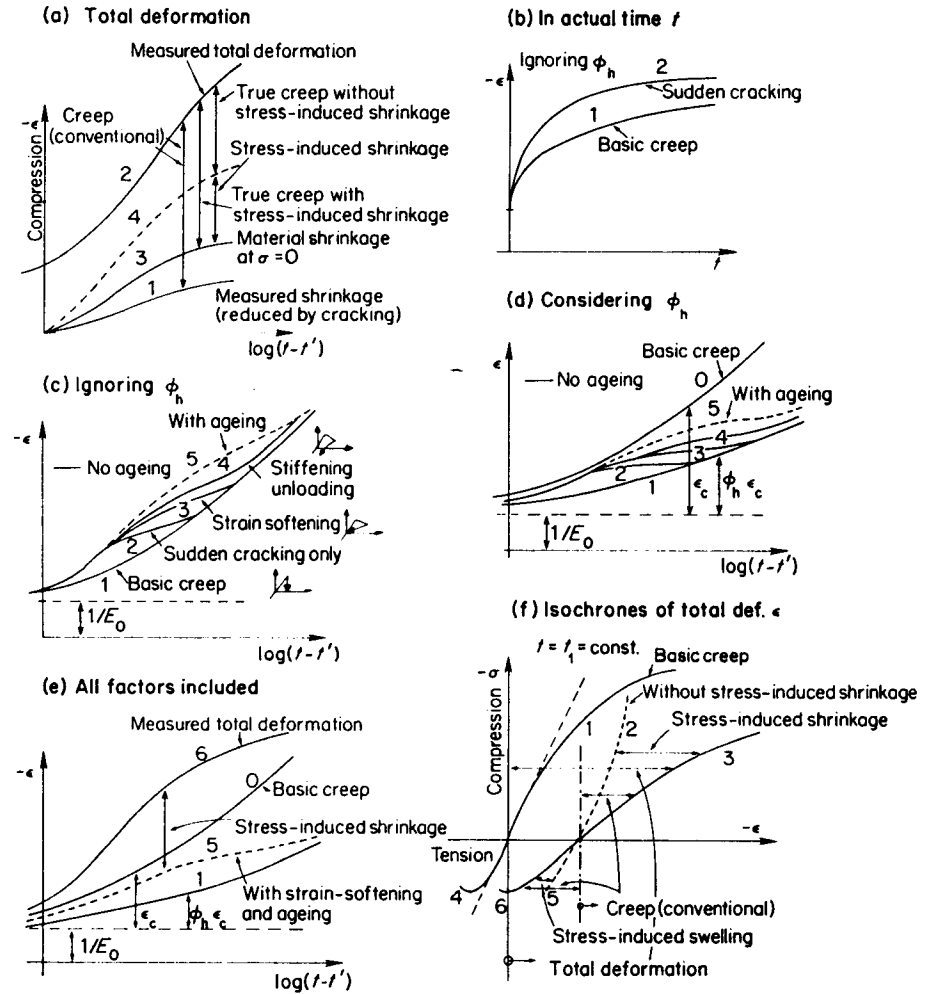 (a) Total deformation
Measured total deformation
True creep without
stress-induced shrinkage
Creep
(conventional)
Stress-induced shrinkage
True creep with
stress-induced shrinkage
Material shrinkage
at σ = 0
Measured shrinkage
(reduced by cracking)
Compression
-ϵ
2
4
3
1
log(t-t')
(b) In actual time t
Ignoring ϕh
-ϵ
2
Sudden cracking
1
Basic creep
t
(c) Ignoring ϕh
With ageing
-ϵ
No ageing
5
4
Stiffening
unloading
3
Strain softening
2
Sudden cracking only
1
Basic creep
1/E0
log(t-t')
(d) Considering ϕh
Basic creep
ϵ
No ageing
0
With ageing
5
4
3
2
1
ϵc
ϕh ϵc
1/E0
log(t-t')
(e) All factors included
Measured total deformation
-ϵ
6
0
Basic creep
Stress-induced shrinkage
5
1
With strain-softening
and ageing
ϵc
ϕh ϵc
1/E0
log(t-t')
(f) Isochrones of total def. ϵ
t = t1 = const.
-σ
Basic creep
Without stress-induced shrinkage
Stress-induced shrinkage
Compression
1
2
3
-ϵ
Tension
4
6
5
Creep (conventional)
Stress-induced swelling
Total deformation